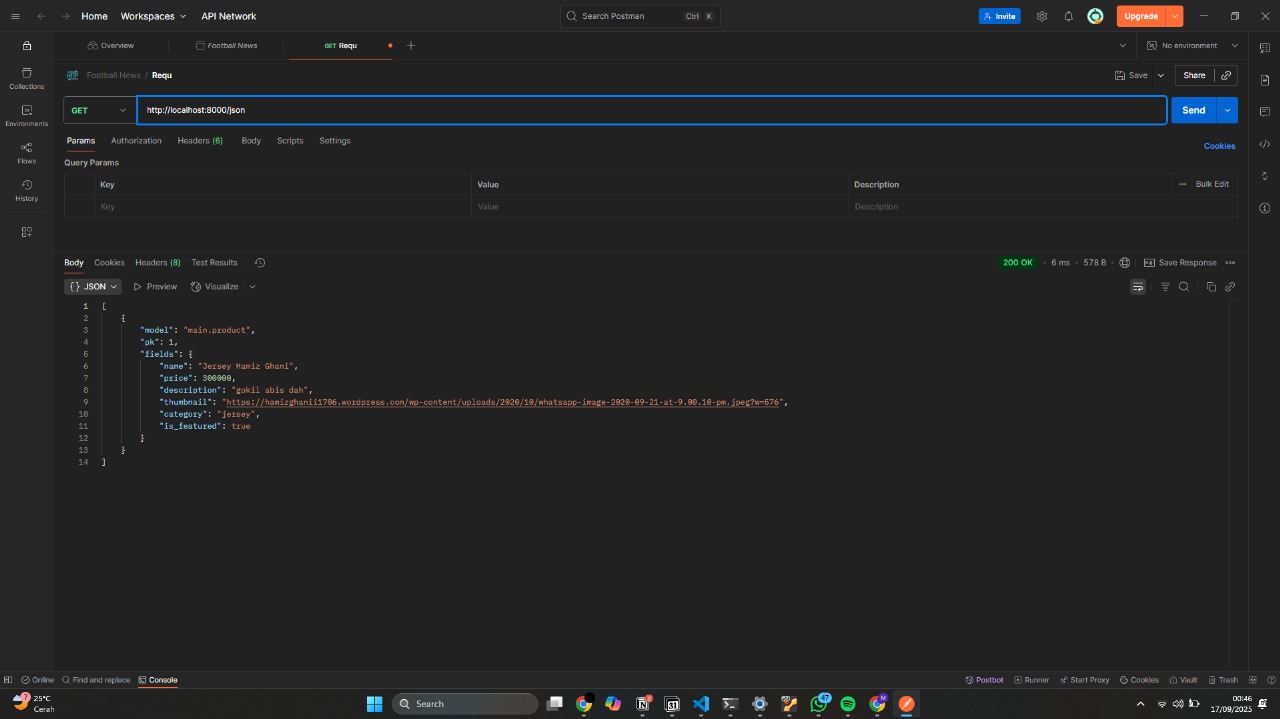 Home Workspaces API Network Search Postman Ctrl K Invite Upgrade
Overview Football News GET Requ No environment
Football News / Requ Save Share
GET http://localhost:8000/json Send
Params Authorization Headers (6) Body Scripts Settings Cookies
Query Params
Key Value Description Bulk Edit
Key Value Description
Collections
Environments
Flows
History
Body Cookies Headers (8) Test Results 200 OK • 6 ms • 578 B Save Response
{} JSON Preview Visualize
1 [
2 {
3 "model": "main.product",
4 "pk": 1,
5 "fields": {
6 "name": "Jersey Hamiz Ghani",
7 "price": 300000,
8 "description": "gokil abis dah",
9 "thumbnail": "https://hamizghanii1706.wordpress.com/wp-content/uploads/2020/10/whatsapp-image-2020-09-21-at-9.00.10-pm.jpeg?w=576",
10 "category": "jersey",
11 "is_featured": true
12 }
13 }
14 ]
Online Find and replace Console Postbot Runner Start Proxy Cookies Vault Trash
7 25°C
Cerah
Search
47
00:46
17/09/2025